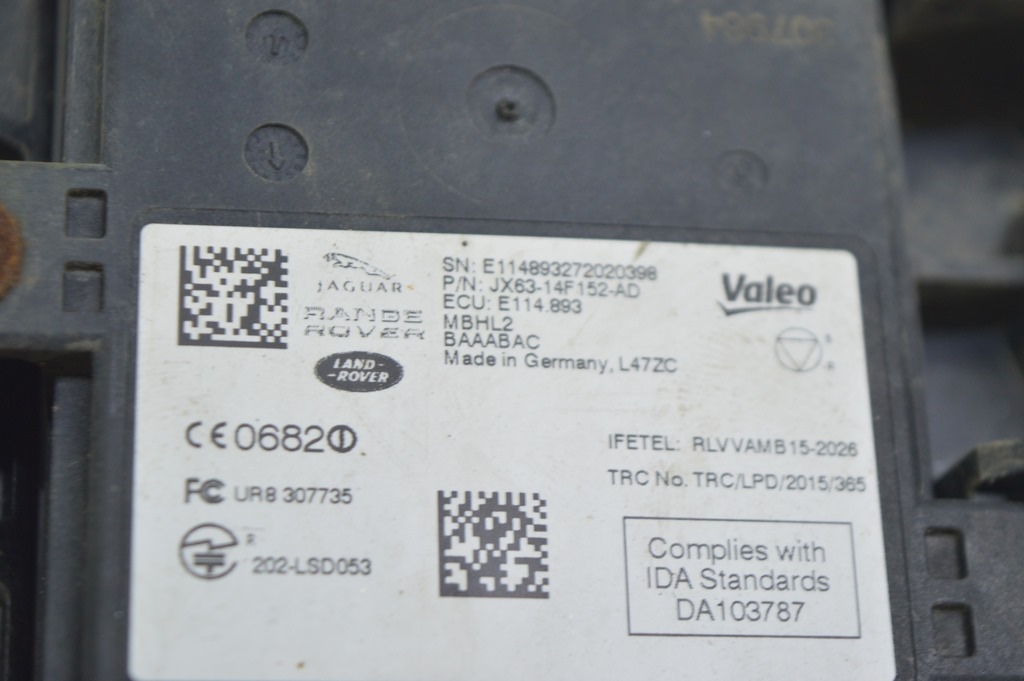 JAGUAR
RANGE
ROVER
LAND-
-ROVER
SN: E114893272020398
P/N: JX63-14F152-AD
ECU: E114.893
MBHL2
BAAABAC
Made in Germany, L47ZC
Valeo
CE0682
FC UR8 307735
R
202-LSD053
IFETEL: RLVVAMB15-2026
TRC No. TRC/LPD/2015/365
Complies with
IDA Standards
DA103787